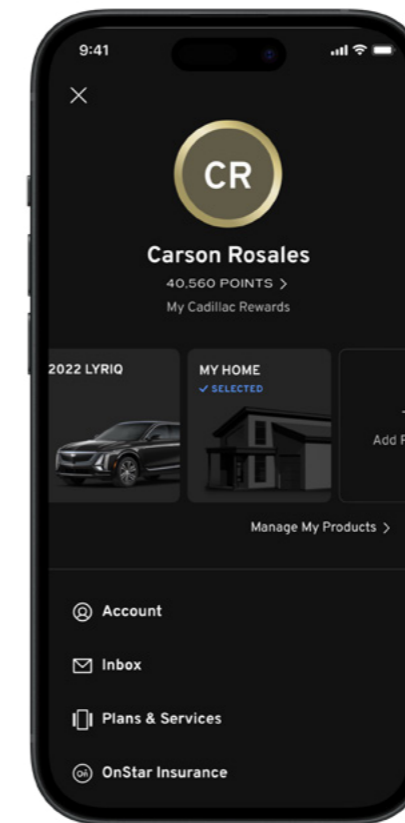 9:41
CR
Carson Rosales
40,560 POINTS >
My Cadillac Rewards
2022 LYRIQ
MY HOME
✓ SELECTED
Add
Manage My Products >
Account
Inbox
Plans & Services
OnStar Insurance